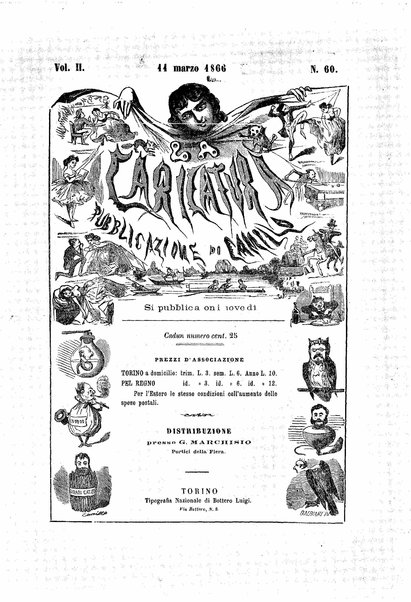 Vol. II. 11 marzo 1866 N. 60.
LA
CARICATURA
PUBBLICAZIONE DI CAMILLO
Si pubblica o ni iovedì
Cadun numero cent. 25
PREZZI D'ASSOCIAZIONE
TORINO a domicilio: trim. L. 3. sem. L. 6. Anno L. 10.
PEL REGNO id. » 3. id. » 6. id. » 12.
Per l'Estero le stesse condizioni coll'aumento delle
spese postali.
DISTRIBUZIONE
presso G. MARCHISIO
Portici della Fiera.
TORINO
Tipografia Nazionale di Bottero Luigi.
Via Bottero, N. 8